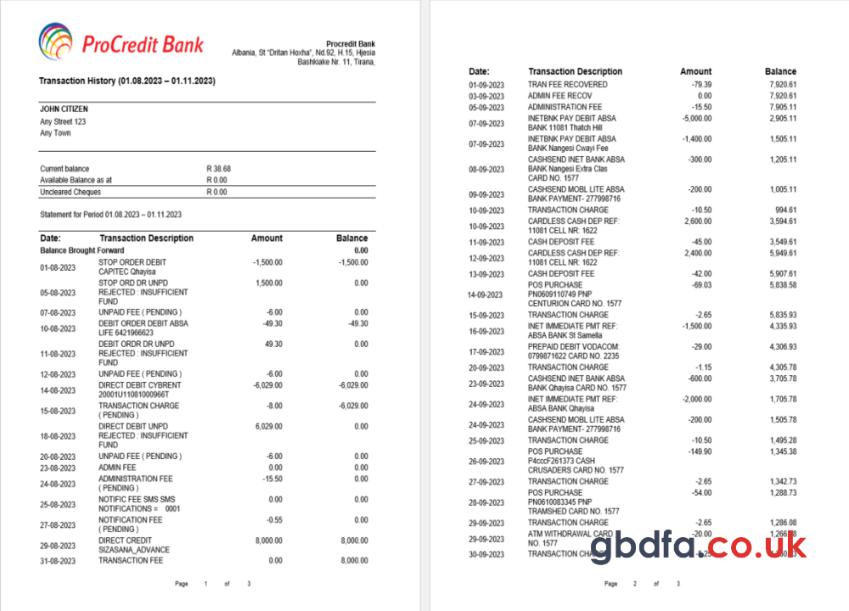 ProCredit Bank
Procredit Bank
Albania, St "Dritan Hoxha", Nd.92, H.15, Njesia
Bashkiake Nr. 11, Tirana,
Transaction History (01.08.2023 – 01.11.2023)
JOHN CITIZEN
Any Street 123
Any Town
Current balance R 38.68
Available Balance as at R 0.00
Uncleared Cheques R 0.00
Statement for Period 01.08.2023 – 01.11.2023
Date: Transaction Description Amount Balance
Balance Brought Forward 0.00
01-08-2023 STOP ORDER DEBIT -1,500.00 -1,500.00
CAPITEC Qhayisa
05-08-2023 STOP ORD DR UNPD 1,500.00 0.00
REJECTED : INSUFFICIENT
FUND
07-08-2023 UNPAID FEE ( PENDING ) -6.00 0.00
10-08-2023 DEBIT ORDER DEBIT ABSA -49.30 -49.30
LIFE 6421966623
11-08-2023 DEBIT ORDR DR UNPD 49.30 0.00
REJECTED : INSUFFICIENT
FUND
12-08-2023 UNPAID FEE ( PENDING ) -6.00 0.00
14-08-2023 DIRECT DEBIT CYBRENT -6,029.00 -6,029.00
20001U11081000966T
15-08-2023 TRANSACTION CHARGE -8.00 -6,029.00
( PENDING )
18-08-2023 DIRECT DEBIT UNPD 6,029.00 0.00
REJECTED : INSUFFICIENT
FUND
20-08-2023 UNPAID FEE ( PENDING ) -6.00 0.00
23-08-2023 ADMIN FEE 0.00 0.00
24-08-2023 ADMINISTRATION FEE -15.50 0.00
( PENDING )
25-08-2023 NOTIFIC FEE SMS SMS 0.00 0.00
NOTIFICATIONS = 0001
27-08-2023 NOTIFICATION FEE -0.55 0.00
( PENDING )
29-08-2023 DIRECT CREDIT 8,000.00 8,000.00
SIZASANA_ADVANCE
31-08-2023 TRANSACTION FEE 0.00 8,000.00
Page 1 of 3
Date: Transaction Description Amount Balance
01-09-2023 TRAN FEE RECOVERED -79.39 7,920.61
03-09-2023 ADMIN FEE RECOV 0.00 7,920.61
05-09-2023 ADMINISTRATION FEE -15.50 7,905.11
07-09-2023 INETBNK PAY DEBIT ABSA -5,000.00 2,905.11
BANK 11081 Thatch Hill
07-09-2023 INETBNK PAY DEBIT ABSA -1,400.00 1,505.11
BANK Nangesi Cwayi Fee
08-09-2023 CASHSEND INET BANK ABSA -300.00 1,205.11
BANK Nangesi Extra Clas
CARD NO. 1577
09-09-2023 CASHSEND MOBL LITE ABSA -200.00 1,005.11
BANK PAYMENT- 277998716
10-09-2023 TRANSACTION CHARGE -10.50 994.61
10-09-2023 CARDLESS CASH DEP REF: 2,600.00 3,594.61
11081 CELL NR: 1622
11-09-2023 CASH DEPOSIT FEE -45.00 3,549.61
12-09-2023 CARDLESS CASH DEP REF: 2,400.00 5,949.61
11081 CELL NR: 1622
13-09-2023 CASH DEPOSIT FEE -42.00 5,907.61
14-09-2023 POS PURCHASE -69.03 5,838.58
PN0609110749 PNP
CENTURION CARD NO. 1577
15-09-2023 TRANSACTION CHARGE -2.65 5,835.93
16-09-2023 INET IMMEDIATE PMT REF: -1,500.00 4,335.93
ABSA BANK St Samella
17-09-2023 PREPAID DEBIT VODACOM: -29.00 4,306.93
0799871622 CARD NO. 2235
20-09-2023 TRANSACTION CHARGE -1.15 4,305.78
23-09-2023 CASHSEND INET BANK ABSA -600.00 3,705.78
BANK Qhayisa CARD NO. 1577
24-09-2023 INET IMMEDIATE PMT REF: -2,000.00 1,705.78
ABSA BANK Qhayisa
24-09-2023 CASHSEND MOBL LITE ABSA -200.00 1,505.78
BANK PAYMENT- 277998716
25-09-2023 TRANSACTION CHARGE -10.50 1,495.28
26-09-2023 POS PURCHASE -149.90 1,345.38
P4cccF261373 CASH
CRUSADERS CARD NO. 1577
27-09-2023 TRANSACTION CHARGE -2.65 1,342.73
28-09-2023 POS PURCHASE -54.00 1,288.73
PN0610083345 PNP
TRAMSHED CARD NO. 1577
29-09-2023 TRANSACTION CHARGE -2.65 1,286.08
29-09-2023 ATM WITHDRAWAL CARD -20.00
NO. 1577
30-09-2023 TRANSACTION
Page 2 of 3
gbdfa.co.uk